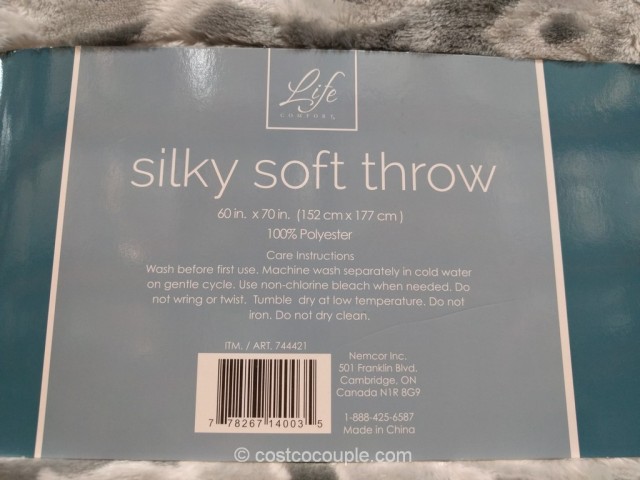 Life
COMFORT
silky soft throw
60 in. x 70 in. (152 cm x 177 cm )
100% Polyester
Care Instructions
Wash before first use. Machine wash separately in cold water
on gentle cycle. Use non-chlorine bleach when needed. Do
not wring or twist. Tumble dry at low temperature. Do not
iron. Do not dry clean.
ITM. / ART. 744421
7 78267 14003 5
Nemcor Inc.
501 Franklin Blvd.
Cambridge, ON
Canada N1R 8G9
1-888-425-6587
Made in China
© costcocouple.com